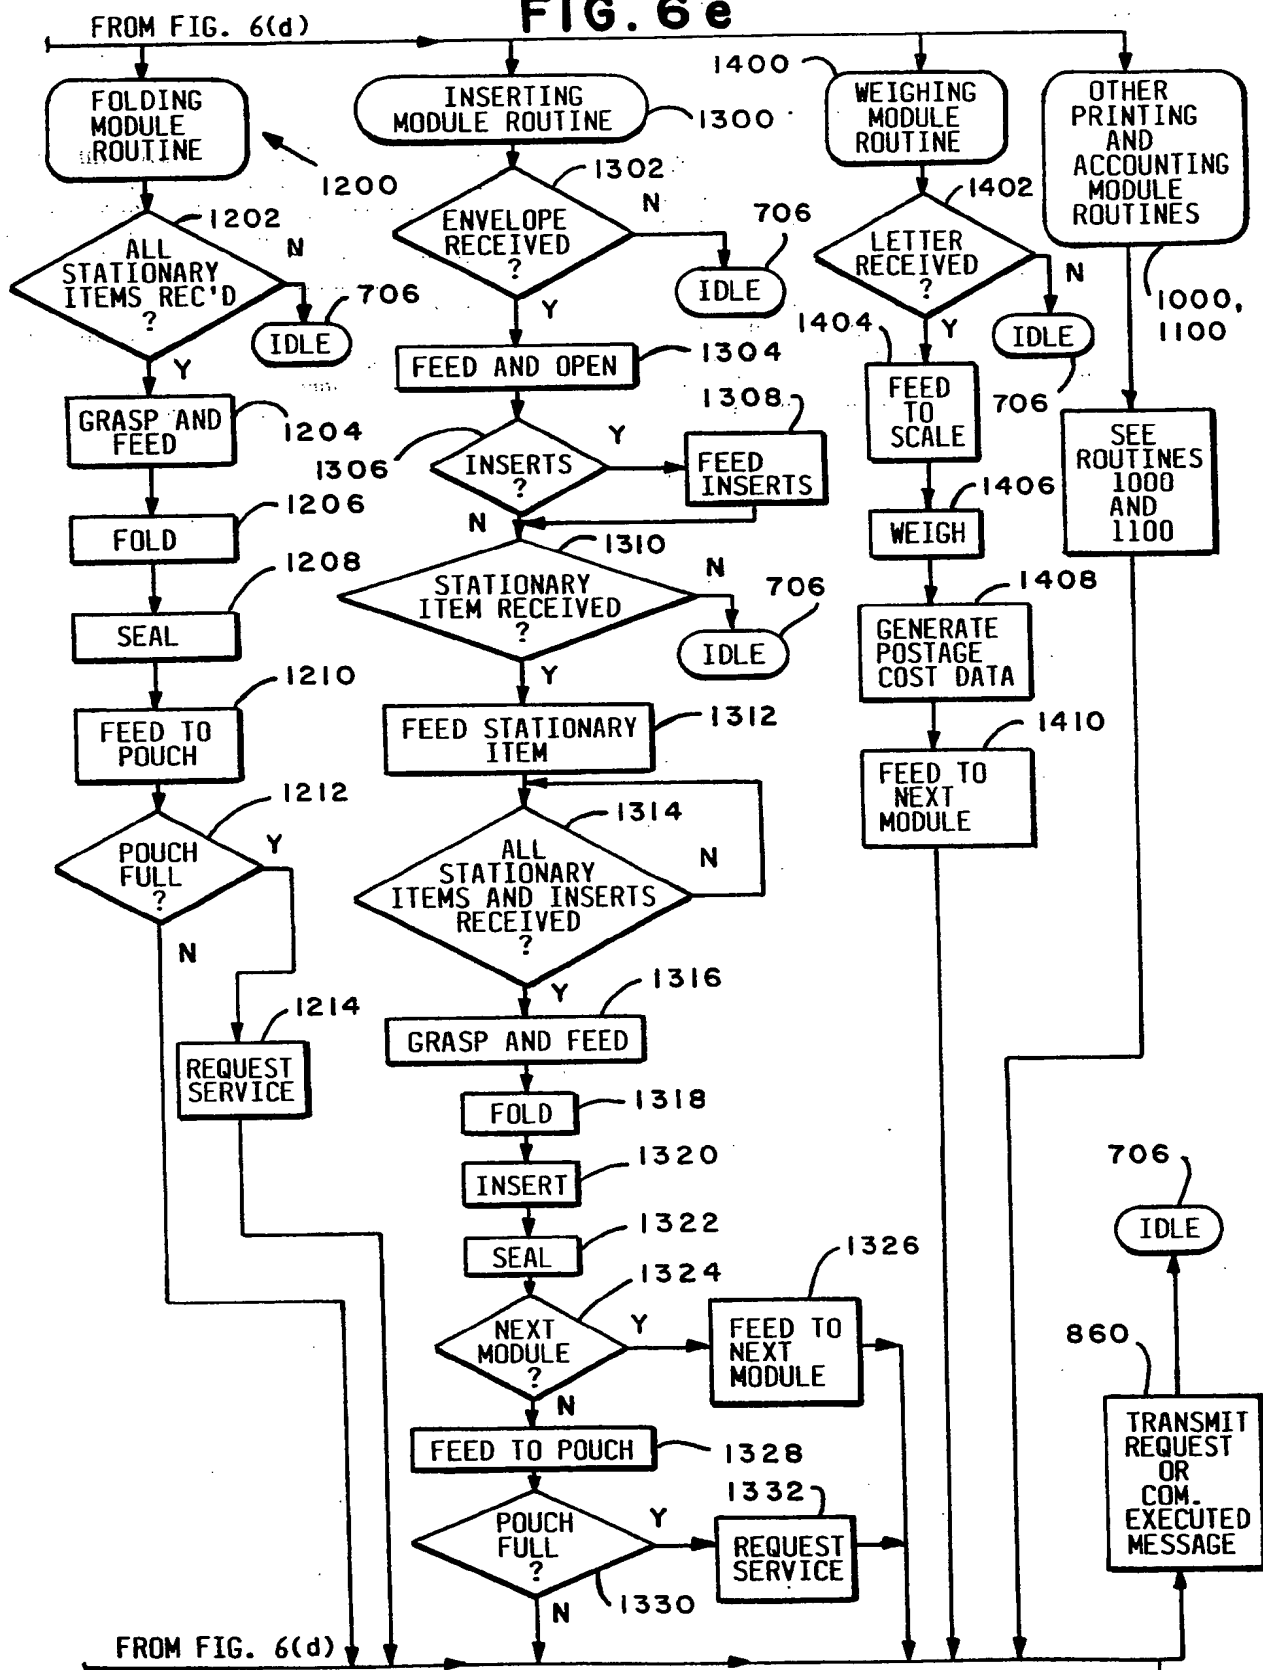 FIG. 6e
FROM FIG. 6(d)
FOLDING
MODULE
ROUTINE
1200
1202
ALL
STATIONARY
ITEMS REC'D
?
N
706
IDLE
Y
GRASP AND
FEED
1204
1206
FOLD
1208
SEAL
1210
FEED TO
POUCH
1212
POUCH
FULL
?
Y
N
1214
REQUEST
SERVICE
INSERTING
MODULE ROUTINE
1300
1302
ENVELOPE
RECEIVED
?
N
706
IDLE
Y
FEED AND OPEN
1304
1306
INSERTS
?
Y
1308
FEED
INSERTS
N
1310
STATIONARY
ITEM RECEIVED
?
N
706
IDLE
Y
FEED STATIONARY
ITEM
1312
1314
ALL
STATIONARY
ITEMS AND INSERTS
RECEIVED
?
N
Y
1316
GRASP AND FEED
FOLD
1318
INSERT
1320
SEAL
1322
1324
NEXT
MODULE
?
Y
1326
FEED TO
NEXT
MODULE
N
FEED TO POUCH
1328
POUCH
FULL
?
1330
Y
1332
REQUEST
SERVICE
N
1400
WEIGHING
MODULE
ROUTINE
1402
LETTER
RECEIVED
?
N
IDLE
706
Y
1404
FEED
TO
SCALE
1406
WEIGH
1408
GENERATE
POSTAGE
COST DATA
1410
FEED TO
NEXT
MODULE
OTHER
PRINTING
AND
ACCOUNTING
MODULE
ROUTINES
1000,
1100
SEE
ROUTINES
1000
AND
1100
706
IDLE
860
TRANSMIT
REQUEST
OR
COM.
EXECUTED
MESSAGE
FROM FIG. 6(d)